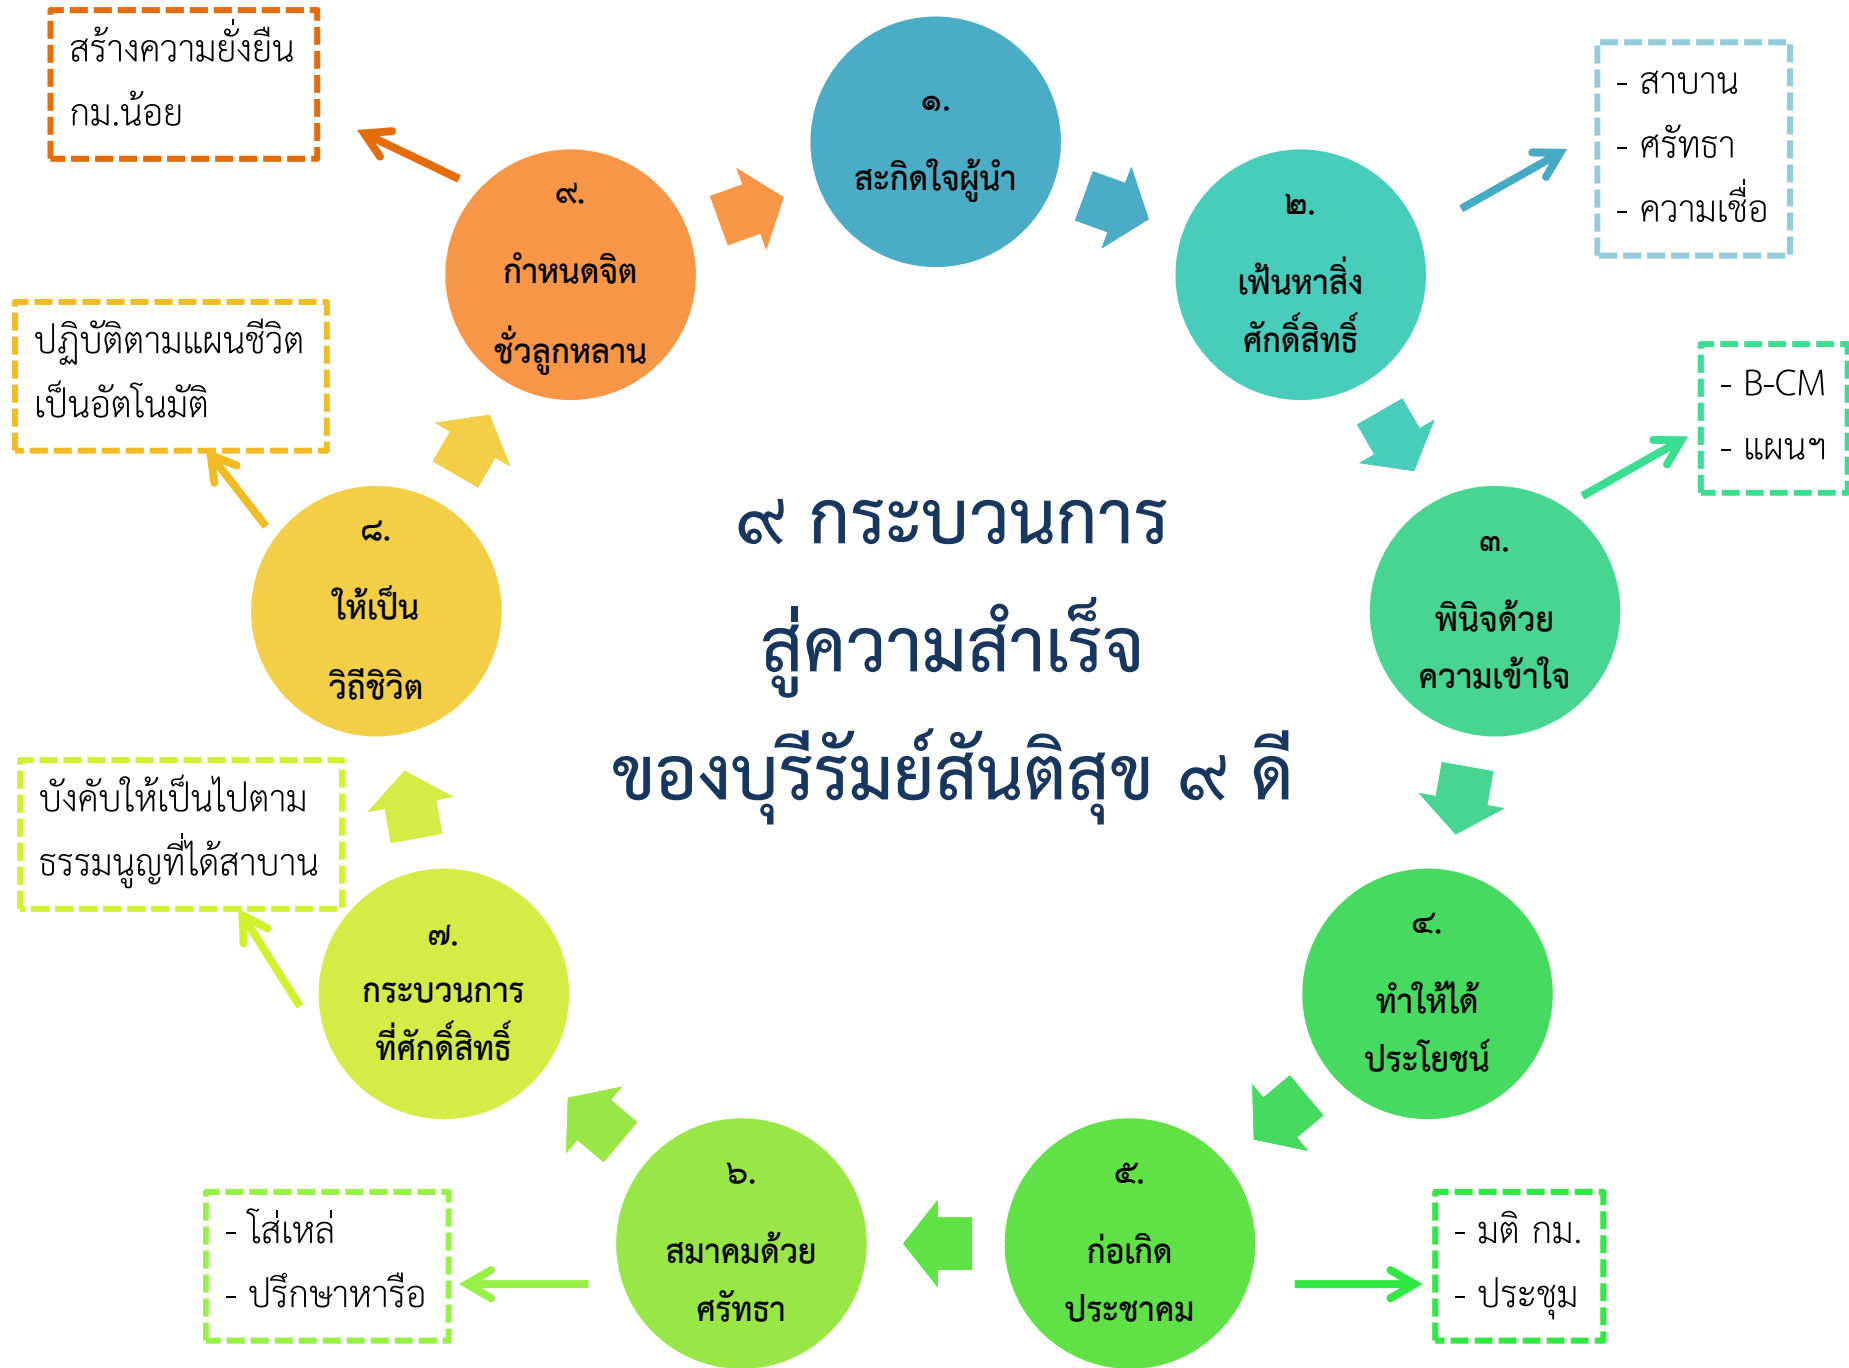 ๙ กระบวนการ
สู่ความสำเร็จ
ของบุรีรัมย์สันติสุข ๙ ดี
๑.
สะกิดใจผู้นำ
๒.
เฟ้นหาสิ่ง
ศักดิ์สิทธิ์
- สาบาน
- ศรัทธา
- ความเชื่อ
๓.
พินิจด้วย
ความเข้าใจ
- B-CM
- แผนฯ
๔.
ทำให้ได้
ประโยชน์
๕.
ก่อเกิด
ประชาคม
- มติ กม.
- ประชุม
๖.
สมาคมด้วย
ศรัทธา
- โส่เหล่
- ปรึกษาหารือ
๗.
กระบวนการ
ที่ศักดิ์สิทธิ์
บังคับให้เป็นไปตาม
ธรรมนูญที่ได้สาบาน
๘.
ให้เป็น
วิถีชิวิต
ปฏิบัติตามแผนชีวิต
เป็นอัตโนมัติ
๙.
กำหนดจิต
ชั่วลูกหลาน
สร้างความยั่งยืน
กม.น้อย